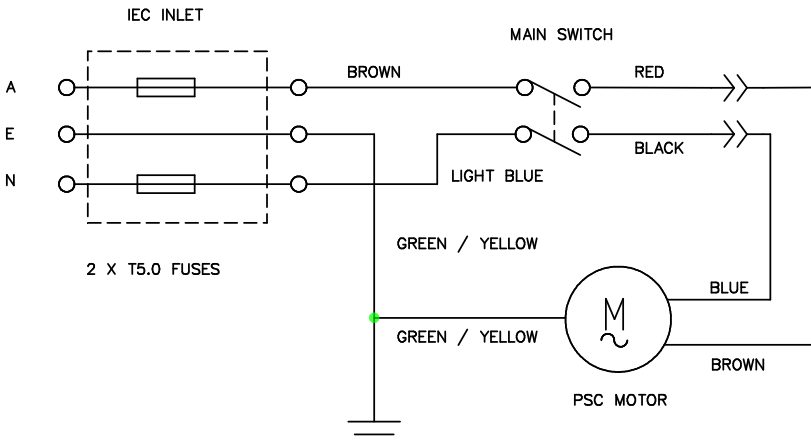 IEC INLET
MAIN SWITCH
A
BROWN
RED
E
BLACK
N
LIGHT BLUE
GREEN / YELLOW
2 X T5.0 FUSES
BLUE
M
GREEN / YELLOW
BROWN
PSC MOTOR